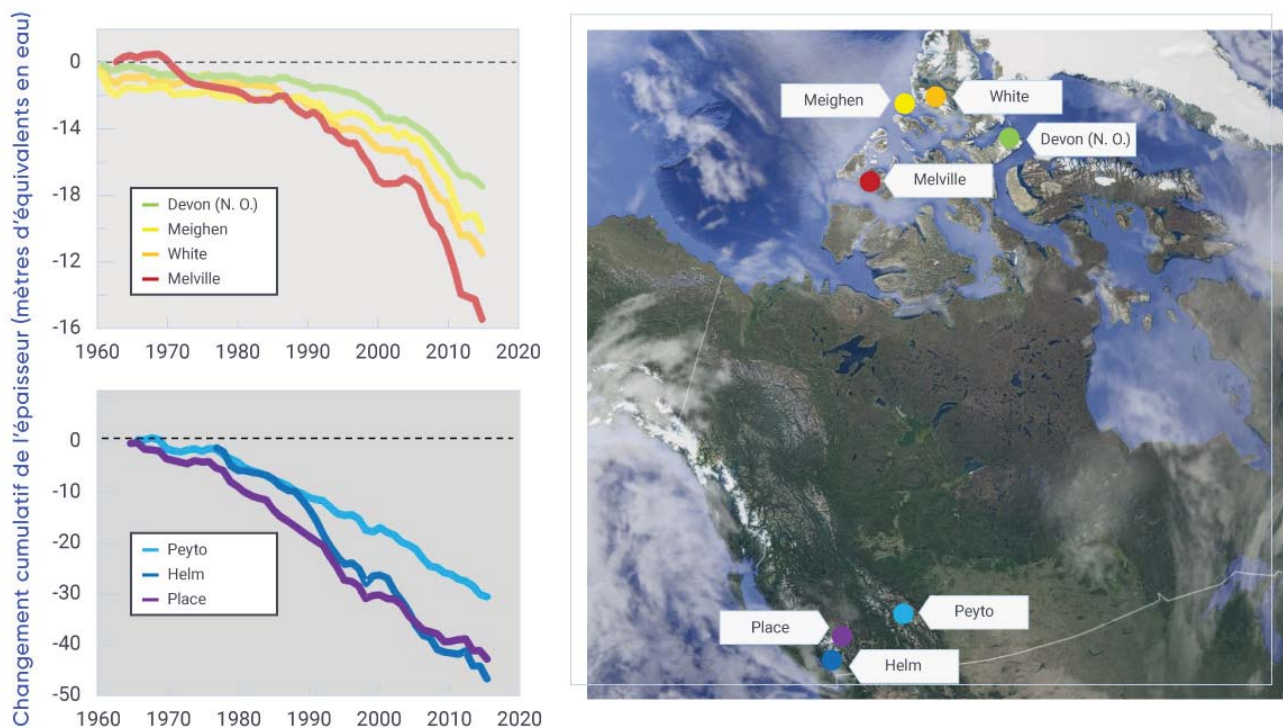 Changement cumulatif de l'épaisseur (mètres d'équivalents en eau)
0
-14
-18
-12
-16
Devon (N. O.)
Meighen
White
Melville
1960 1970 1980 1990 2000 2010 2020
0
-10
-20
-30
-40
-50
Peyto
Helm
Place
1960 1970 1980 1990 2000 2010 2020
Meighen
White
Devon (N. O.)
Melville
Place
Peyto
Helm